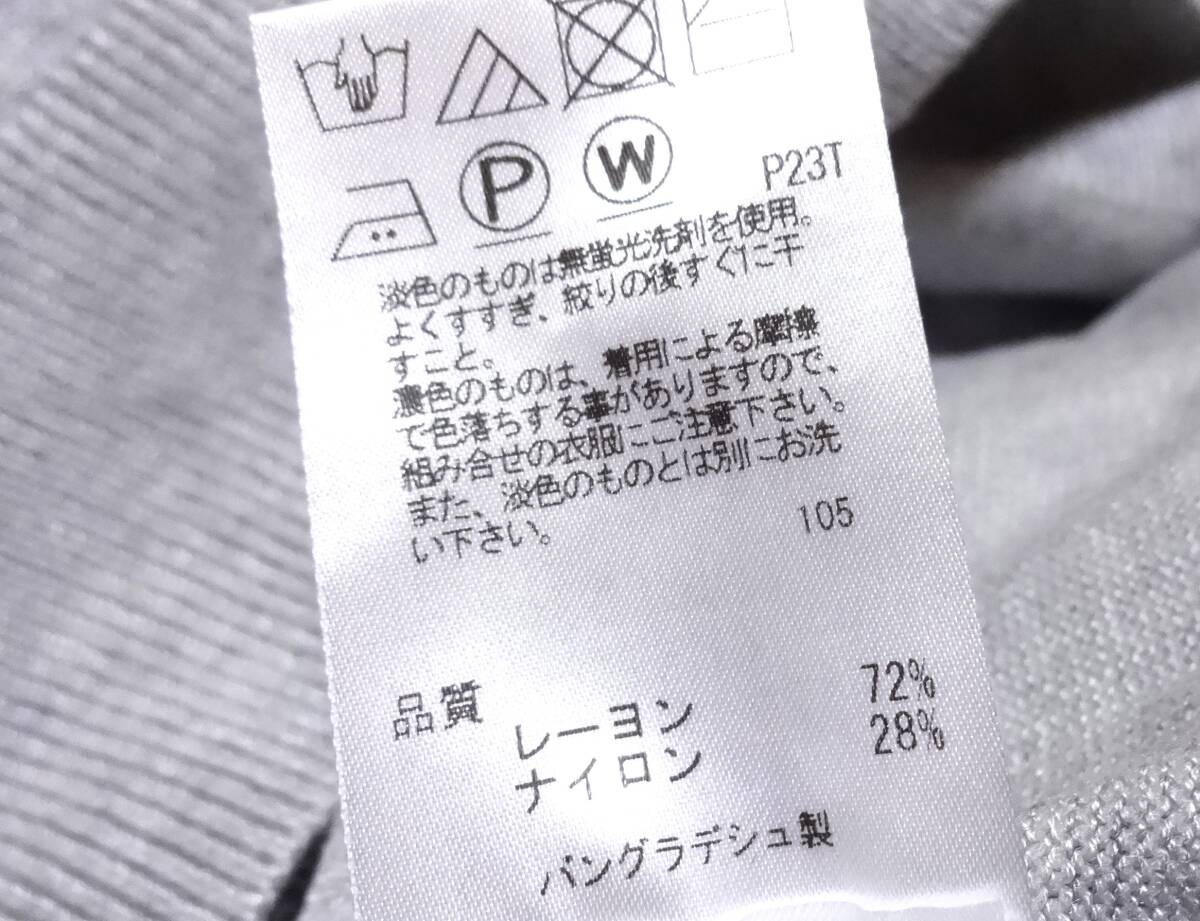 P W P23T
淡色のものは無蛍光洗剤を使用。
よくすすぎ、絞りの後すぐに干
すこと。
濃色のものは、着用による摩擦
で色落ちする事がありますので、
組み合せの衣服にご注意下さい。
また、淡色のものとは別にお洗
い下さい。
105
品質
レーヨン 72%
ナイロン 28%
バングラデシュ製